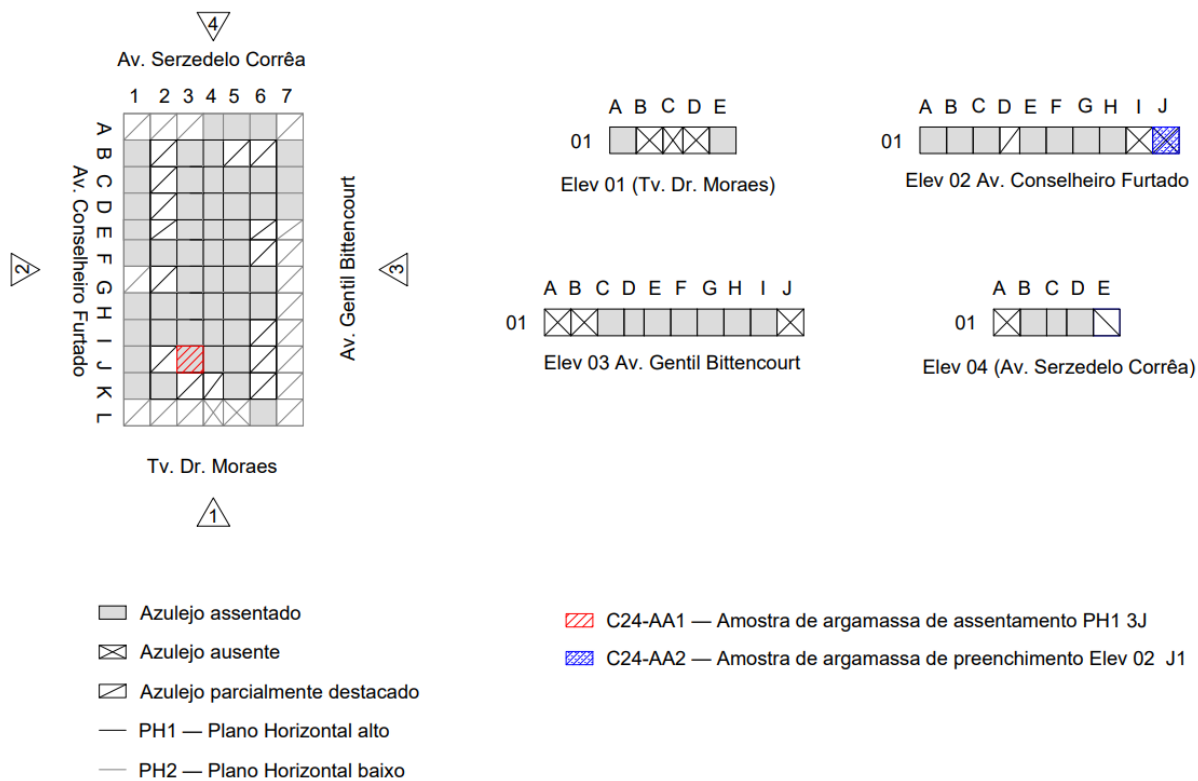 4
Av. Serzedelo Corrêa
1 2 3 4 5 6 7
A
B
C
D
E
F
G
H
I
J
K
L
2
Av. Conselheiro Furtado
Av. Gentil Bittencourt
3
Tv. Dr. Moraes
1
A B C D E
01
Elev 01 (Tv. Dr. Moraes)
A B C D E F G H I J
01
Elev 02 Av. Conselheiro Furtado
A B C D E F G H I J
01
Elev 03 Av. Gentil Bittencourt
A B C D E
01
Elev 04 (Av. Serzedelo Corrêa)
Azulejo assentado
Azulejo ausente
Azulejo parcialmente destacado
PH1 — Plano Horizontal alto
PH2 — Plano Horizontal baixo
C24-AA1 — Amostra de argamassa de assentamento PH1 3J
C24-AA2 — Amostra de argamassa de preenchimento Elev 02 J1